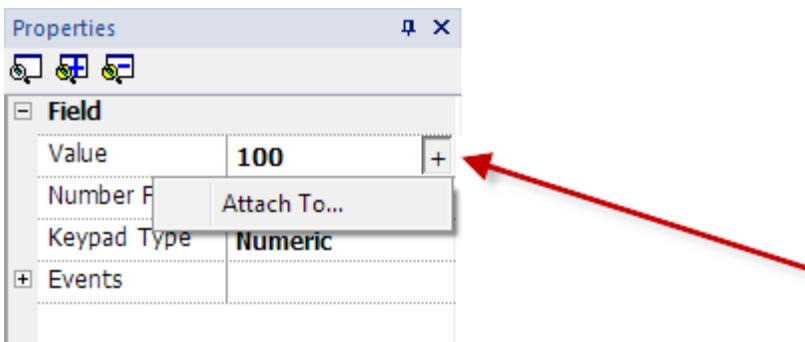 Properties
Field
Value 100 +
Number F
Attach To...
Keypad Type Numeric
Events